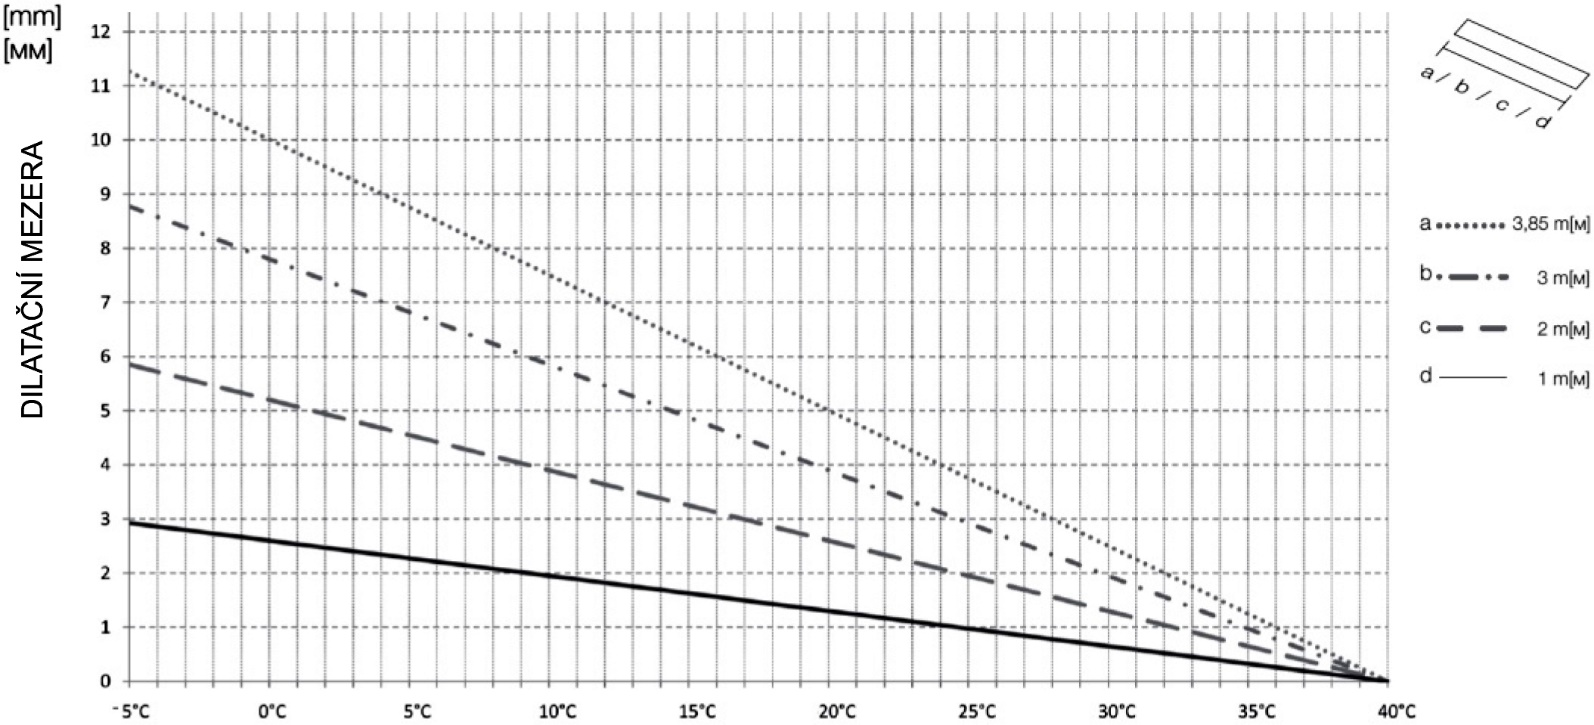 [mm]
[мм]
DILATAČNÍ MEZERA
12
11
10
9
8
7
6
5
4
3
2
1
0
-5°C 0°C 5°C 10°C 15°C 20°C 25°C 30°C 35°C 40°C
a / b / c / d
a 3,85 m[м]
b 3 m[м]
c 2 m[м]
d 1 m[м]